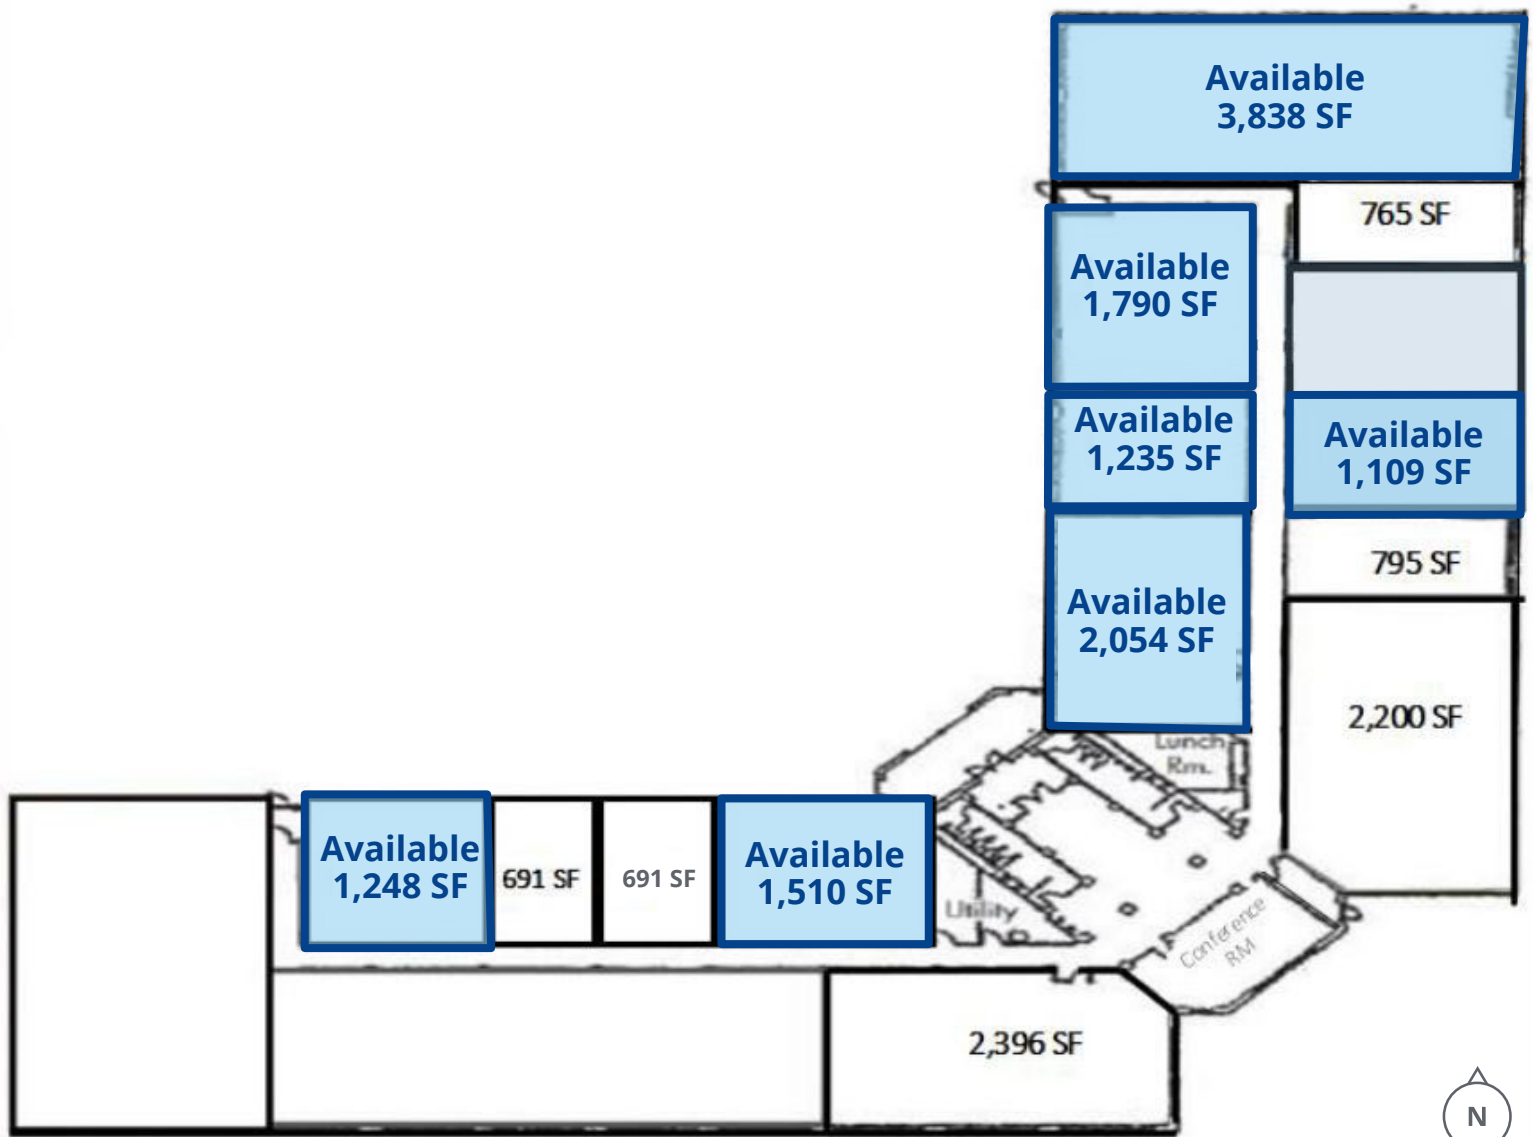 Available
3,838 SF
765 SF
Available
1,790 SF
Available
1,235 SF
Available
1,109 SF
795 SF
Available
2,054 SF
2,200 SF
Lunch
Rm.
Available
1,248 SF
691 SF
691 SF
Available
1,510 SF
Utility
Conference
RM
2,396 SF
N